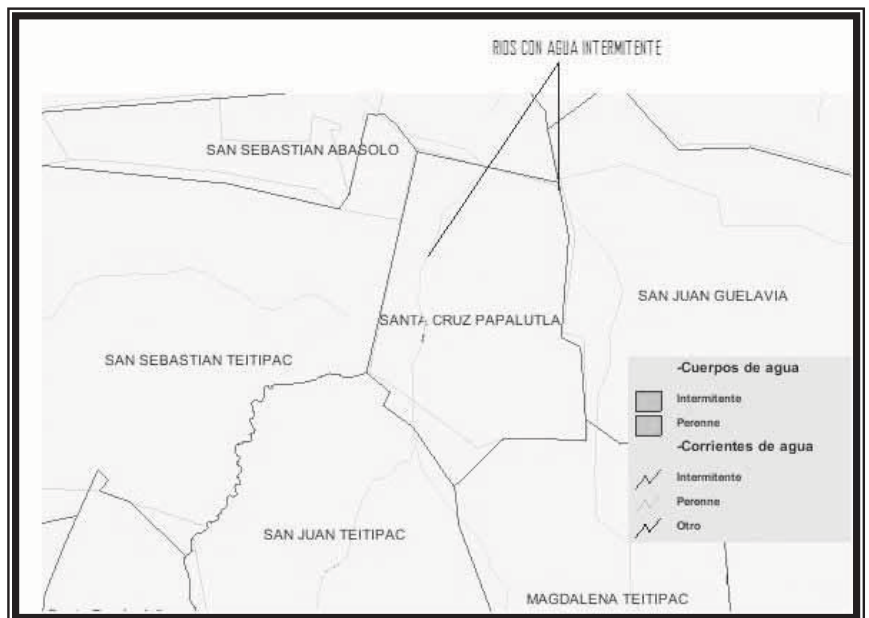 RIOS CON AGUA INTERMITENTE
SAN SEBASTIAN ABASOLO
SAN JUAN GUELAVIA
SANTA CRUZ PAPALUTLA
SAN SEBASTIAN TEITIPAC
-Cuerpos de agua
Intermitente
Perenne
-Corrientes de agua
Intermitente
Perenne
Otro
SAN JUAN TEITIPAC
MAGDALENA TEITIPAC